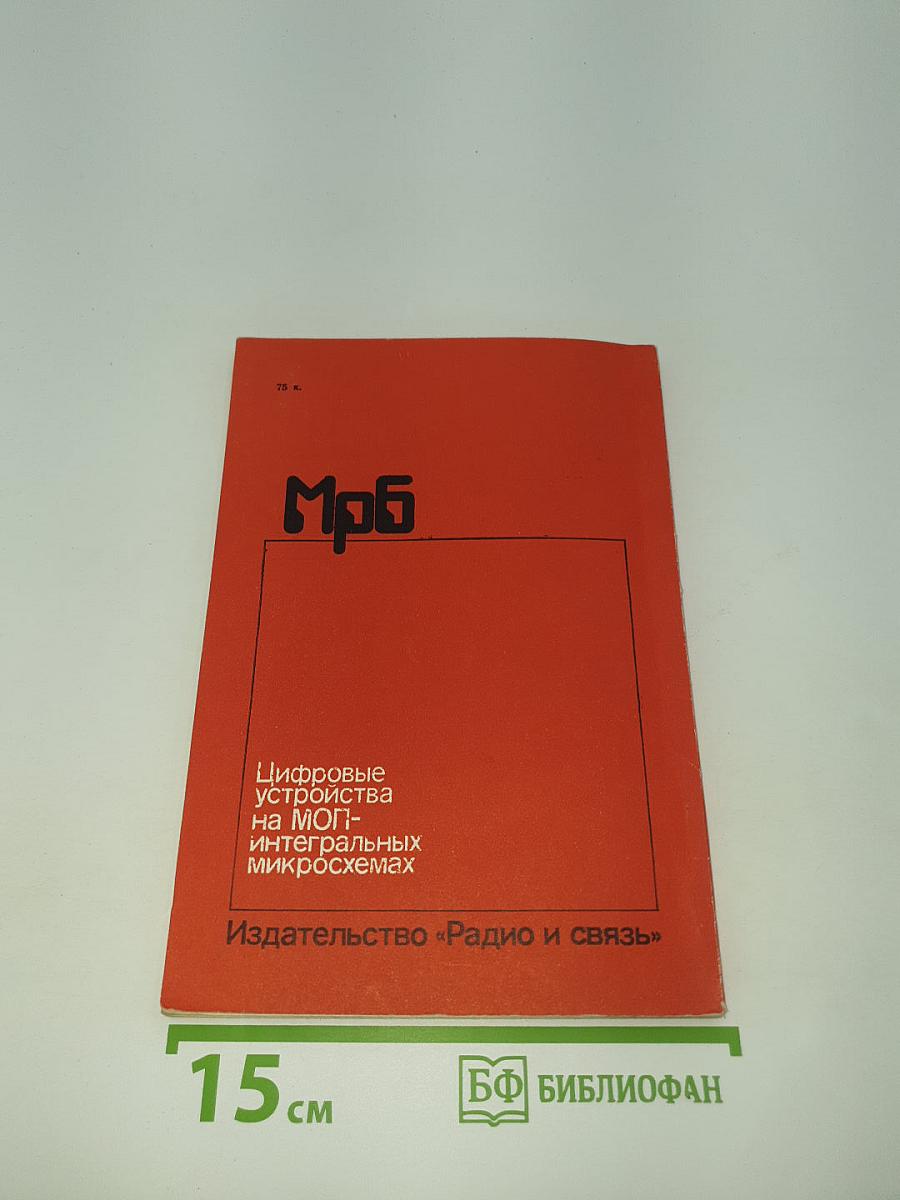 75 к.
Мрб
Цифровые
устройства
на МОП-
интегральных
микросхемах
Издательство «Радио и связь»
15 см
БФ БИБЛИОФАН